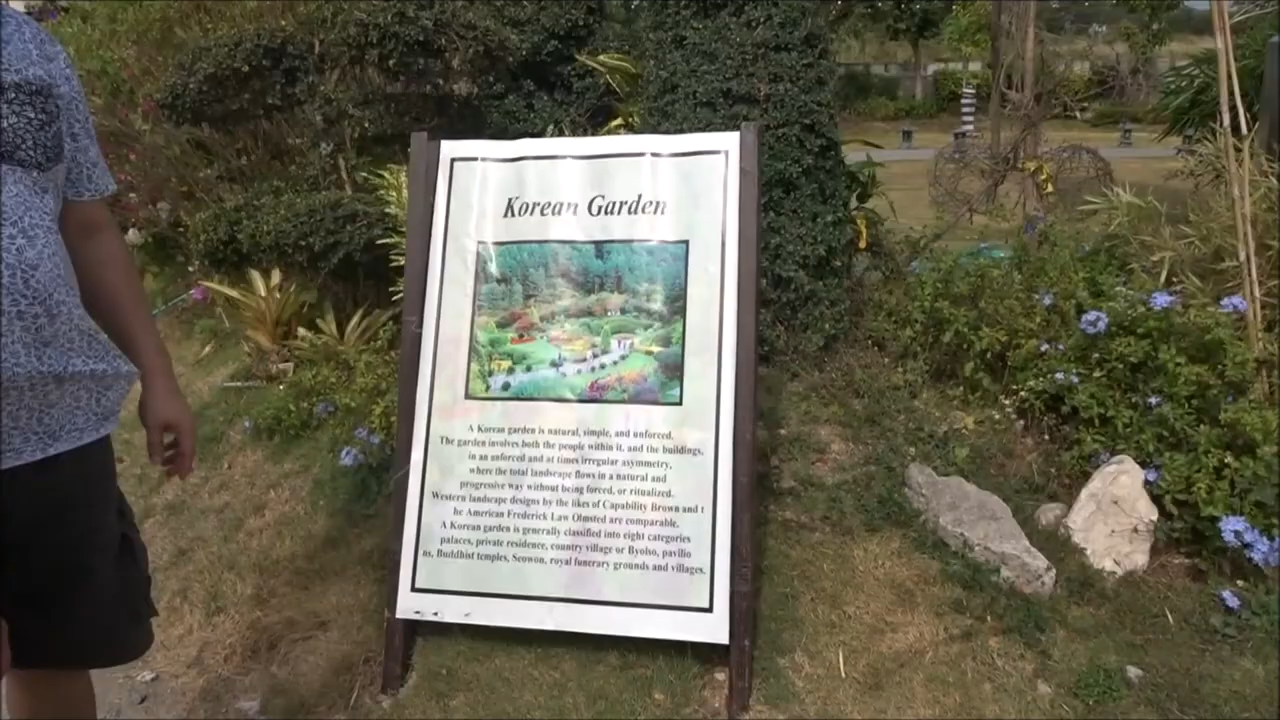 Korean Garden
A Korean garden is natural, simple, and unforced.
The garden involves both the people within it, and the buildings,
in an unforced and at times irregular asymmetry,
where the total landscape flows in a natural and
progressive way without being forced, or ritualized.
Western landscape designs by the likes of Capability Brown and t
he American Frederick Law Olmsted are comparable.
A Korean garden is generally classified into eight categories
palaces, private residence, country village or Byolso, pavilio
ns, Buddhist temples, Seowon, royal funerary grounds and villages.